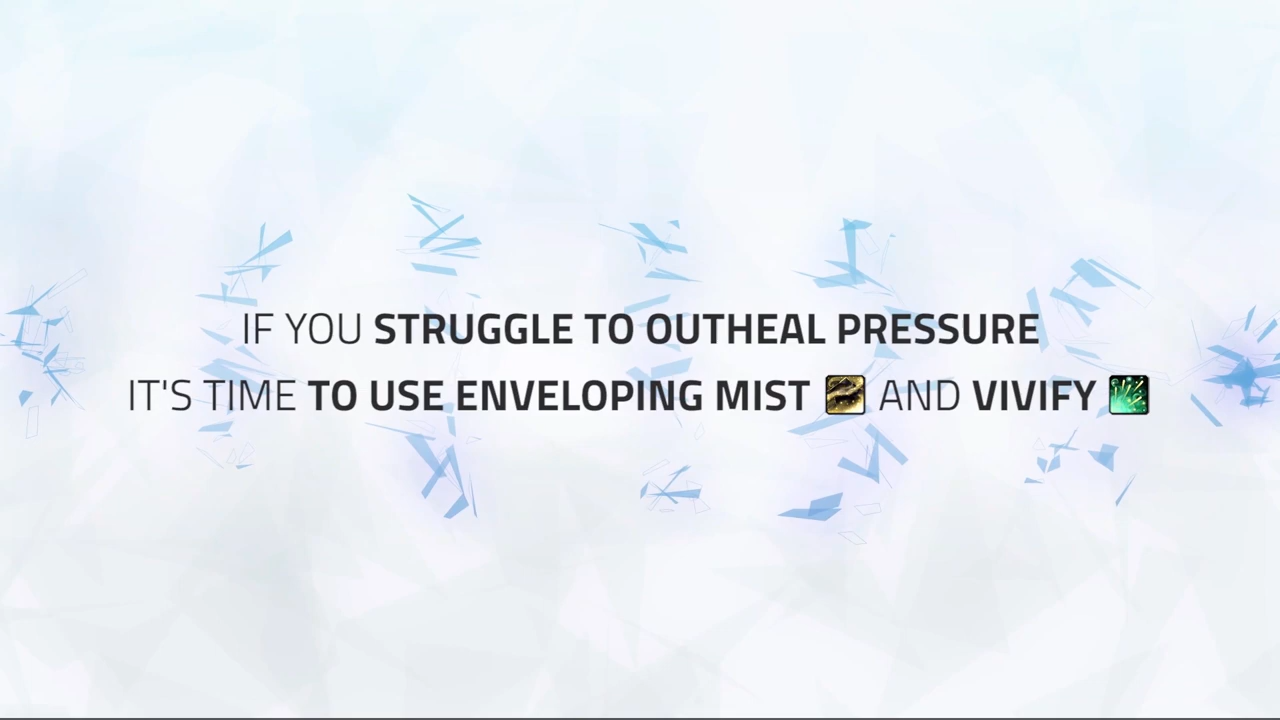 IF YOU STRUGGLE TO OUTHEAL PRESSURE
IT'S TIME TO USE ENVELOPING MIST AND VIVIFY